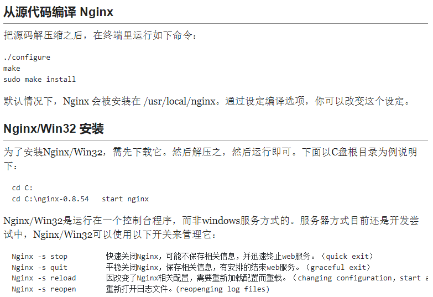 从源代码编译 Nginx
把源码解压缩之后，在终端里运行如下命令：
./configure
make
sudo make install
默认情况下，Nginx 会被安装在 /usr/local/nginx。通过设定编译选项，你可以改变这个设定。
Nginx/Win32 安装
为了安装Nginx/Win32，需先下载它。然后解压之，然后运行即可。下面以C盘根目录为例说明
下：
cd C:
cd C:\nginx-0.8.54 start nginx
Nginx/Win32是运行在一个控制台程序，而非windows服务方式的。服务器方式目前还是开发尝
试中，Nginx/Win32可以使用以下开关来管理它：
Nginx -s stop 快速关闭Nginx，可能不保存相关信息，并迅速终止web服务。（quick exit）
Nginx -s quit 平稳关闭Nginx，保存相关信息，有安排的结束web服务。（graceful exit）
Nginx -s reload 因改变了Nginx相关配置，需要重新加载配置而重载。（changing configuration，start a
Nginx -s reopen 重新打开日志文件。（reopenging log files）